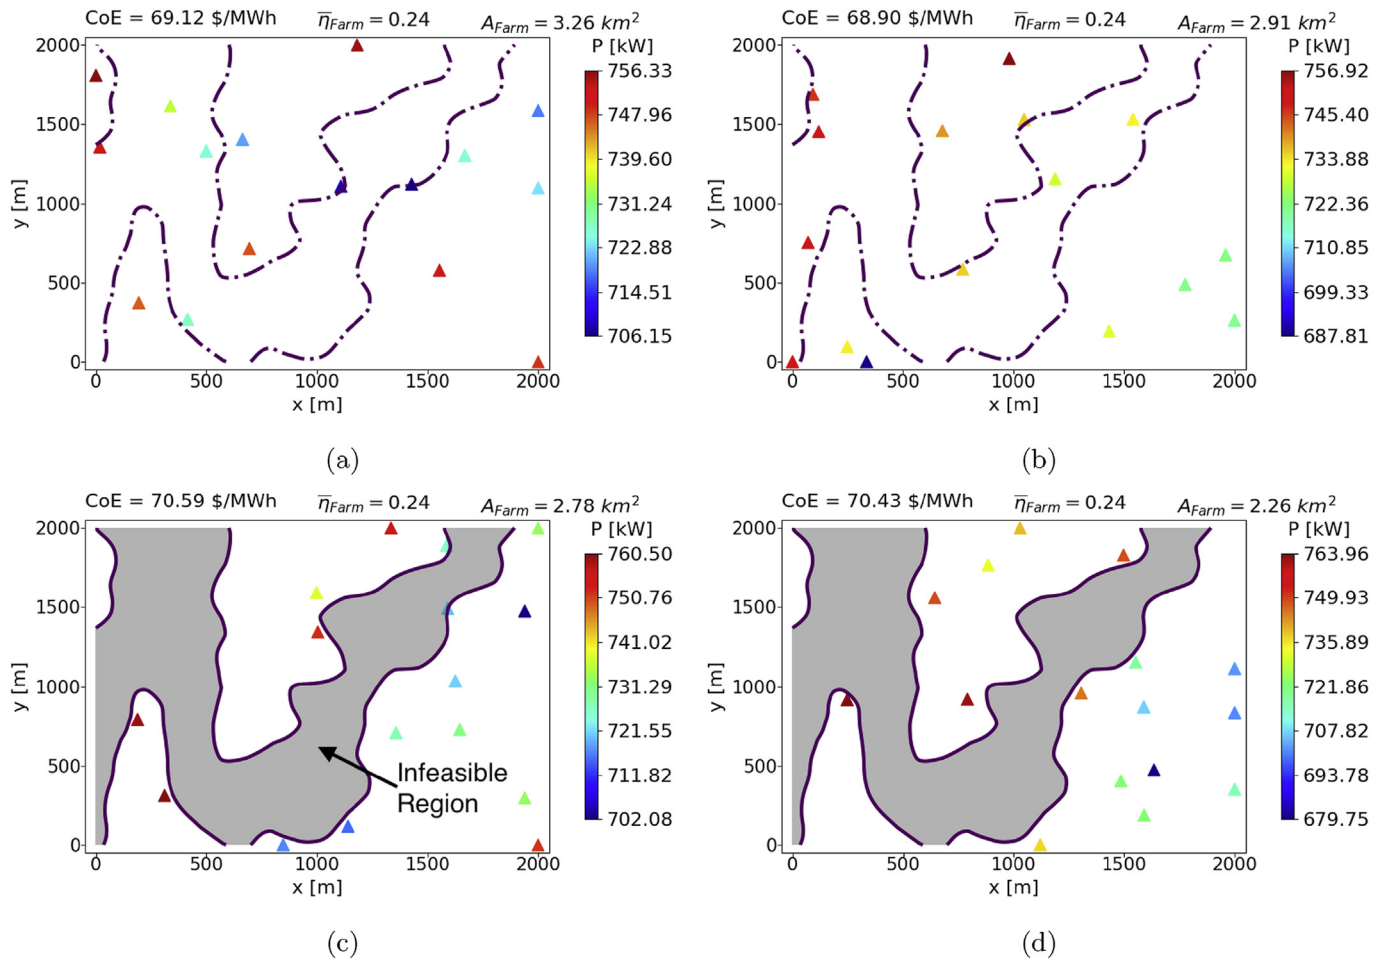 CoE = 69.12 $/MWh η̅Farm = 0.24 AFarm = 3.26 km²
P [kW]
2000
1500
1000
500
0
y [m]
0 500 1000 1500 2000
x [m]
756.33
747.96
739.60
731.24
722.88
714.51
706.15
(a)
CoE = 68.90 $/MWh η̅Farm = 0.24 AFarm = 2.91 km²
P [kW]
2000
1500
1000
500
0
y [m]
0 500 1000 1500 2000
x [m]
756.92
745.40
733.88
722.36
710.85
699.33
687.81
(b)
CoE = 70.59 $/MWh η̅Farm = 0.24 AFarm = 2.78 km²
P [kW]
2000
1500
1000
500
0
y [m]
Infeasible
Region
0 500 1000 1500 2000
x [m]
760.50
750.76
741.02
731.29
721.55
711.82
702.08
(c)
CoE = 70.43 $/MWh η̅Farm = 0.24 AFarm = 2.26 km²
P [kW]
2000
1500
1000
500
0
y [m]
0 500 1000 1500 2000
x [m]
763.96
749.93
735.89
721.86
707.82
693.78
679.75
(d)